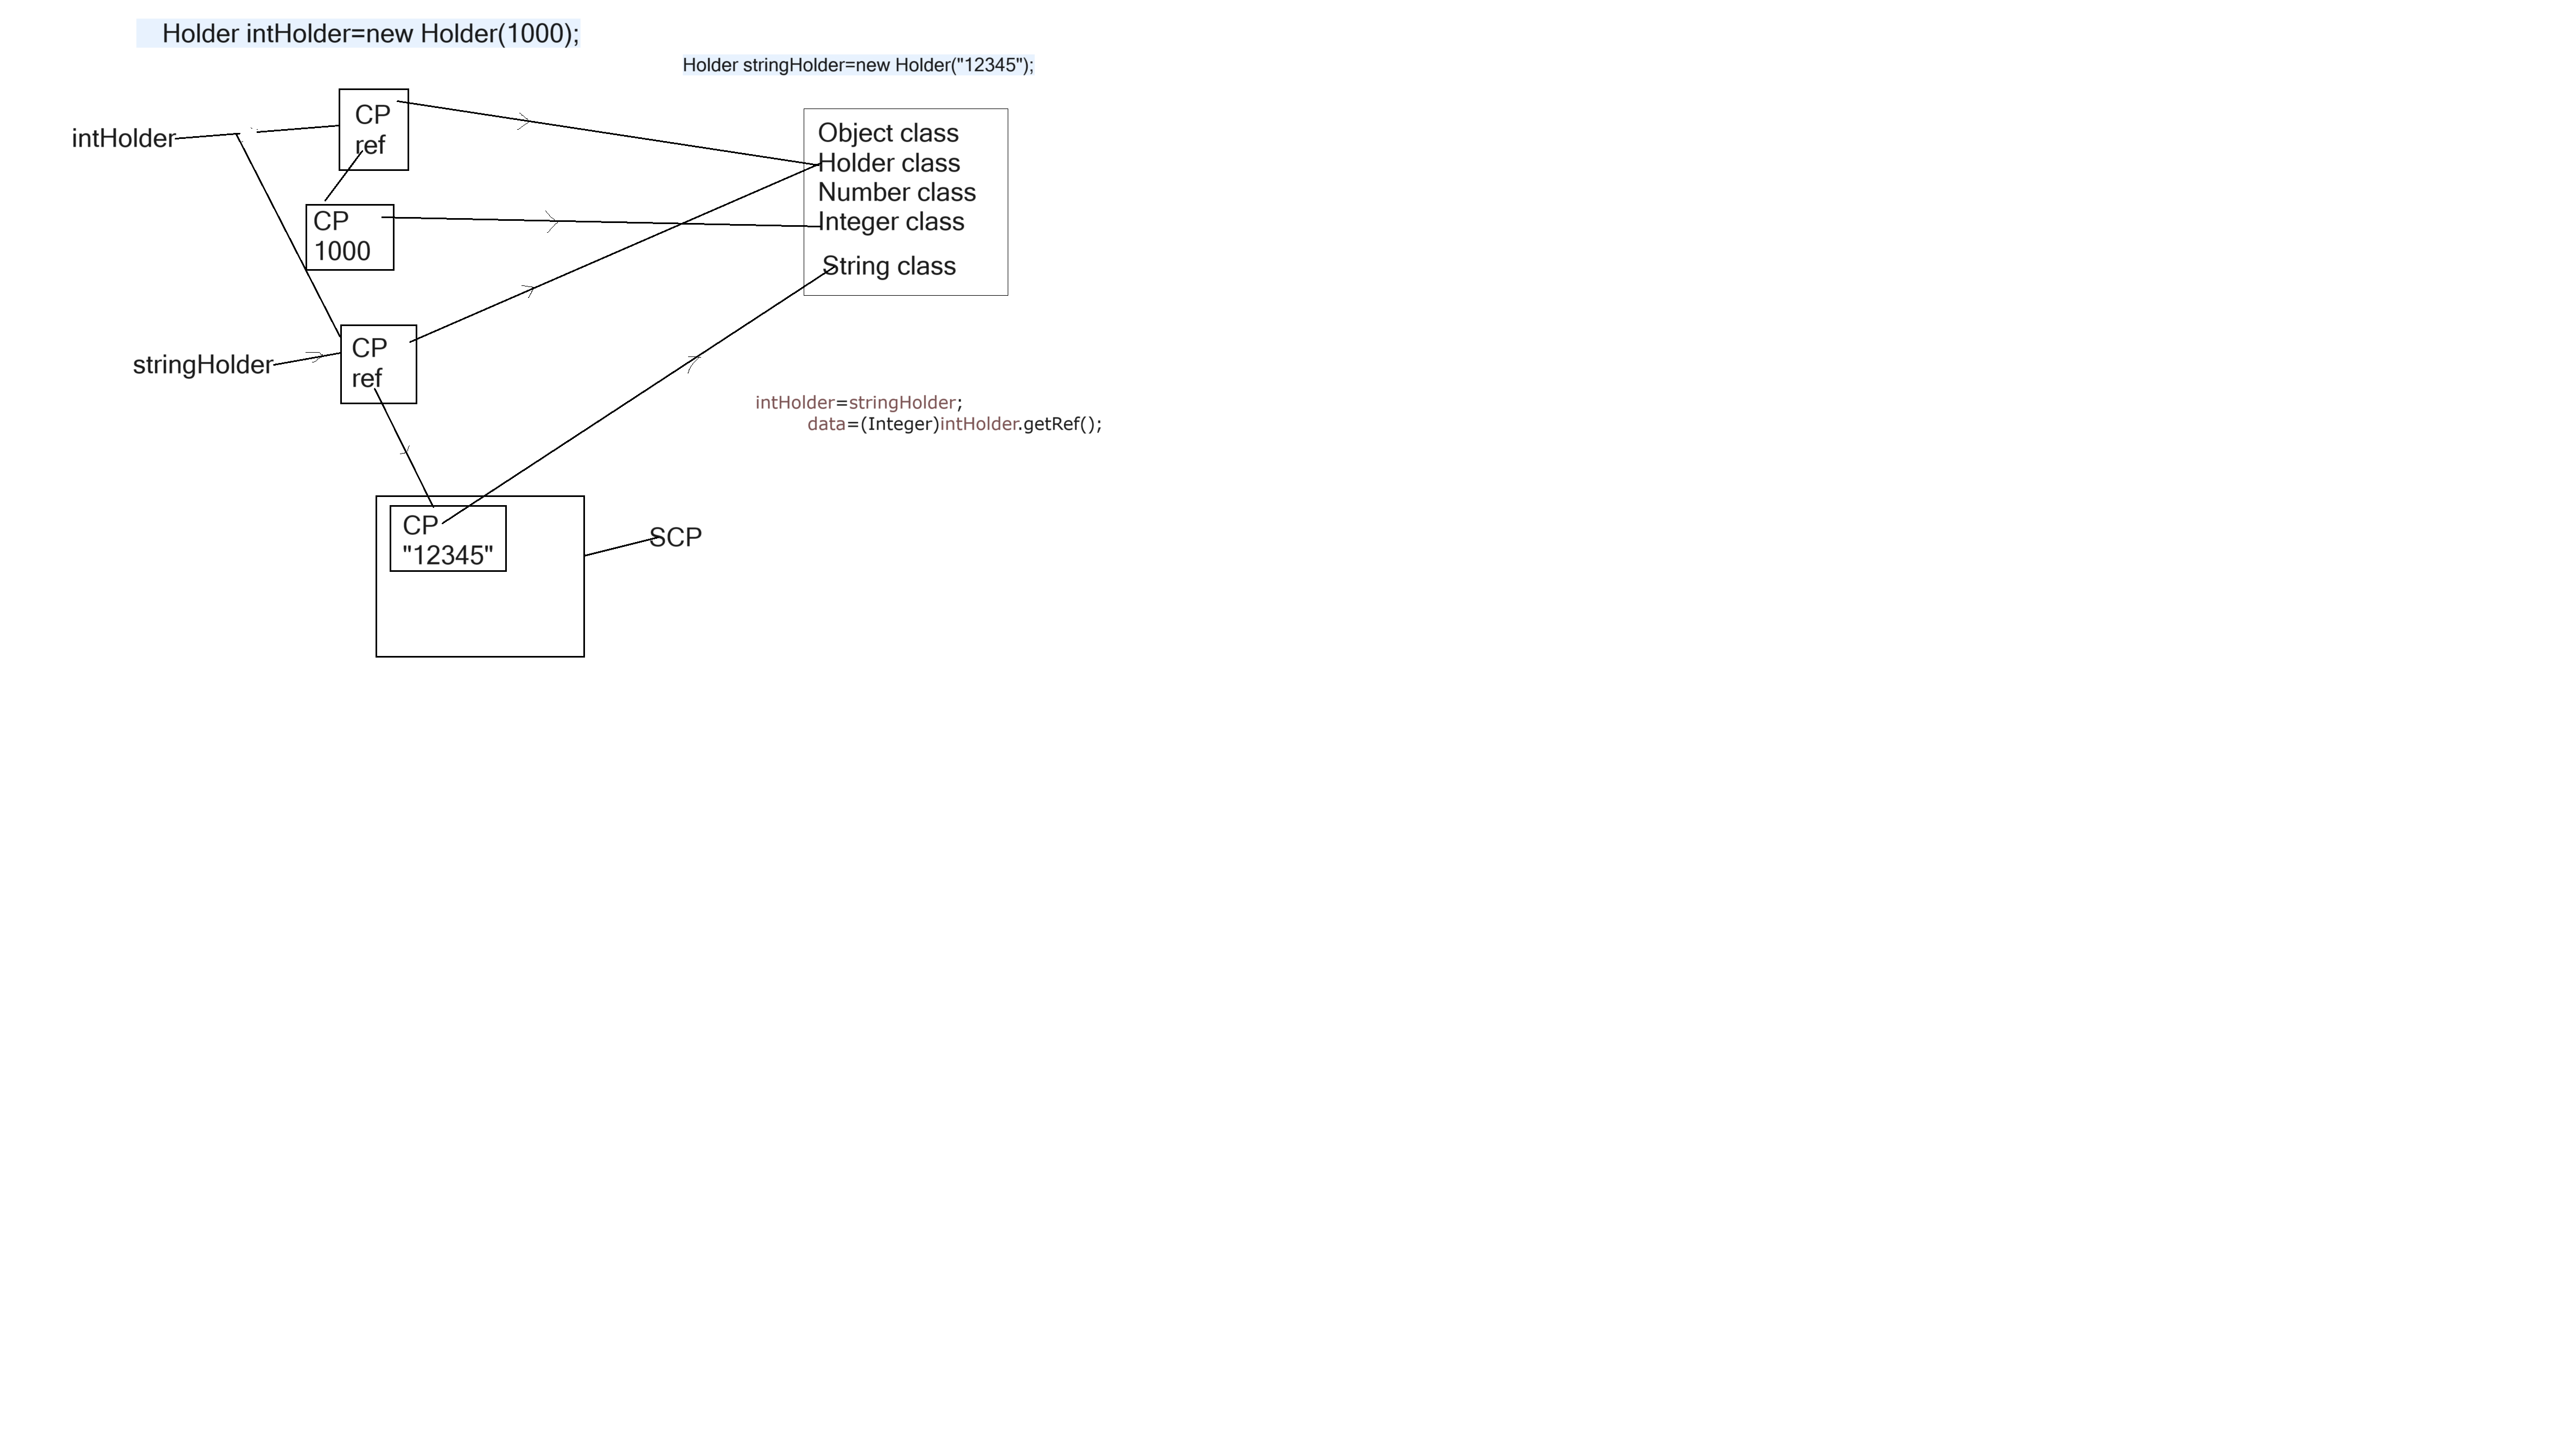 Holder intHolder=new Holder(1000);
Holder stringHolder=new Holder("12345");
CP
ref
intHolder
Object class
Holder class
Number class
Integer class
String class
CP
1000
CP
ref
stringHolder
intHolder=stringHolder;
data=(Integer)intHolder.getRef();
CP
"12345"
SCP